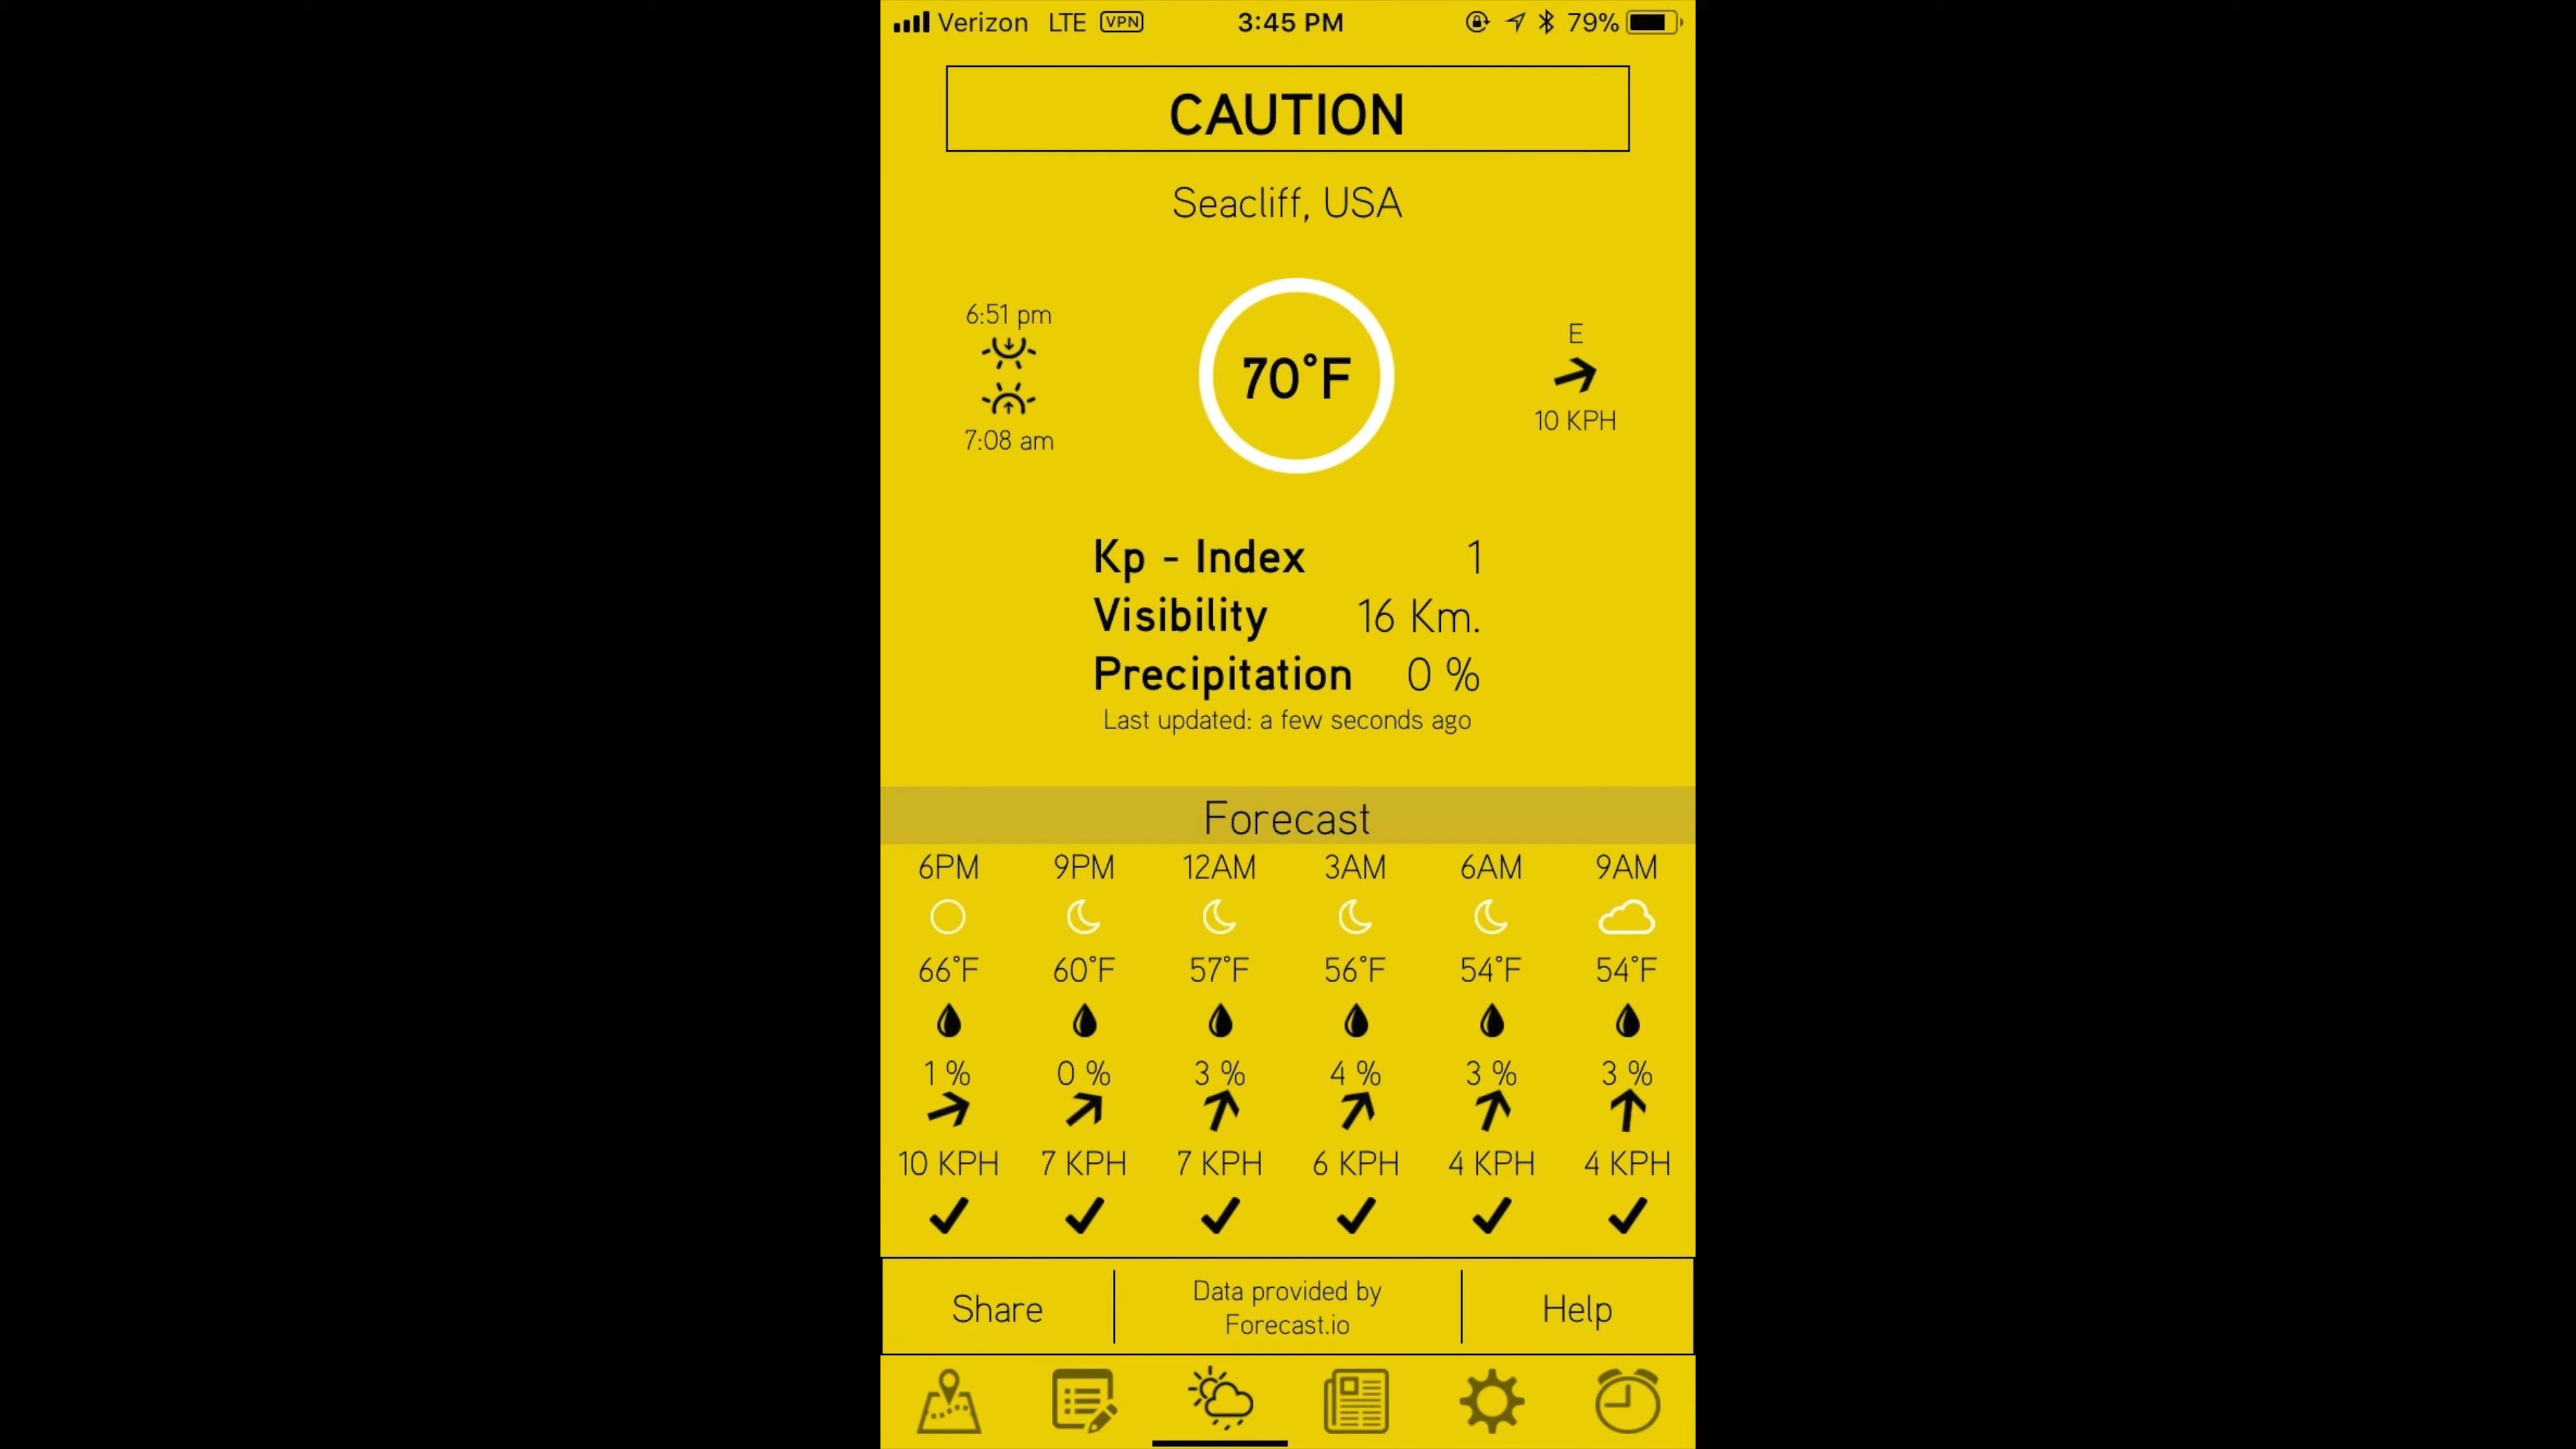 Verizon LTE VPN 3:45 PM 79%
CAUTION
Seacliff, USA
6:51 pm
7:08 am
70°F
E
10 KPH
Kp - Index 1
Visibility 16 Km.
Precipitation 0 %
Last updated: a few seconds ago
Forecast
6PM 9PM 12AM 3AM 6AM 9AM
66°F 60°F 57°F 56°F 54°F 54°F
1 % 0 % 3 % 4 % 3 % 3 %
10 KPH 7 KPH 7 KPH 6 KPH 4 KPH 4 KPH
Share
Data provided by
Forecast.io
Help